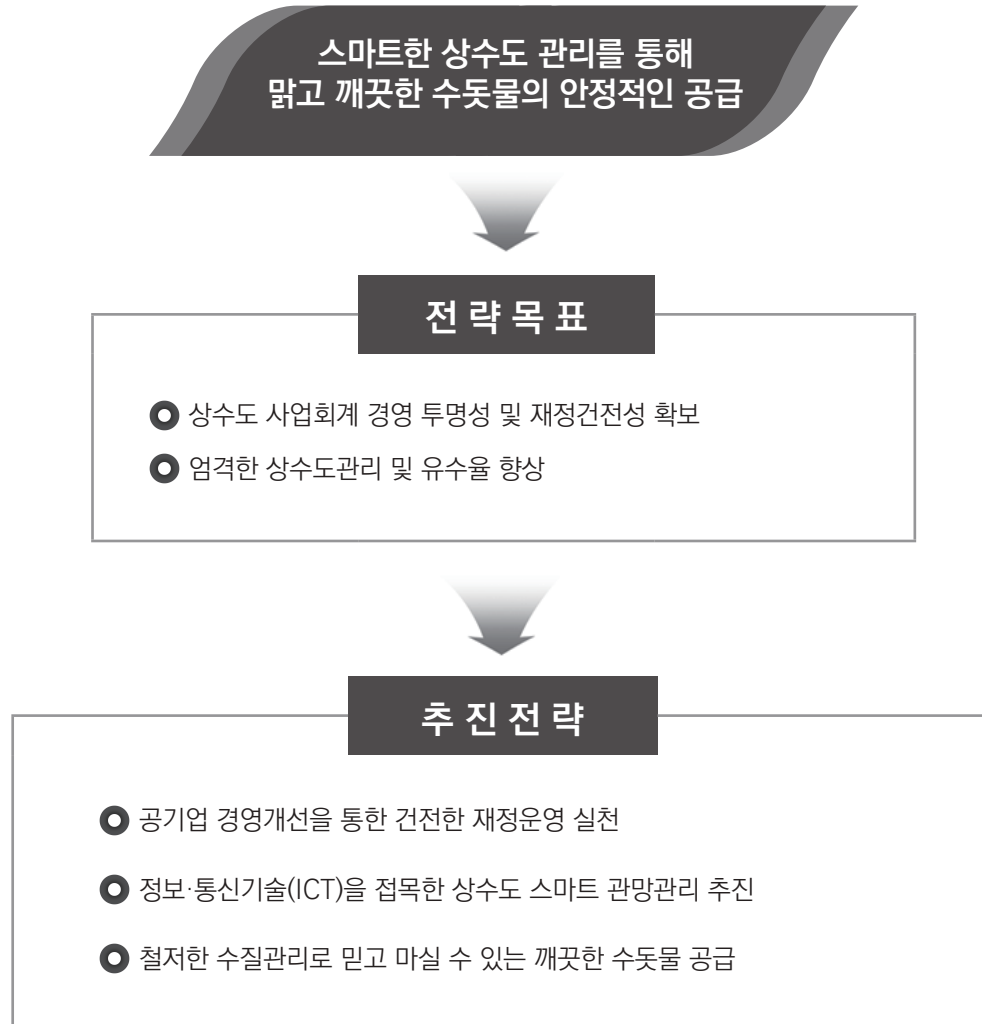 스마트한 상수도 관리를 통해
맑고 깨끗한 수돗물의 안정적인 공급
전략목표
상수도 사업회계 경영 투명성 및 재정건전성 확보
엄격한 상수도관리 및 유수율 향상
추진전략
공기업 경영개선을 통한 건전한 재정운영 실천
정보·통신기술(ICT)을 접목한 상수도 스마트 관망관리 추진
철저한 수질관리로 믿고 마실 수 있는 깨끗한 수돗물 공급